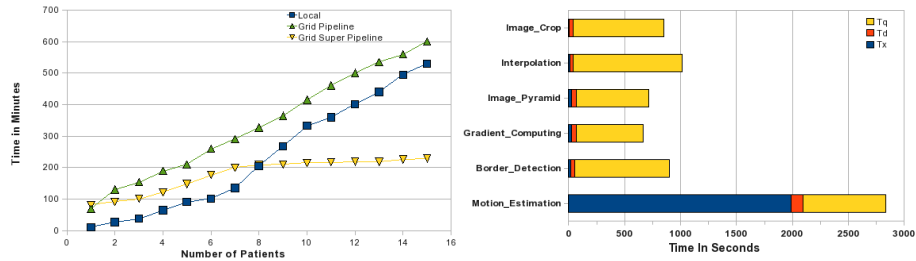 700
600
500
400
300
200
100
0
Time in Minutes
0 2 4 6 8 10 12 14 16
Number of Patients
Local
Grid Pipeline
Grid Super Pipeline
Image_Crop
Interpolation
Image_Pyramid
Gradient_Computing
Border_Detection
Motion_Estimation
0 500 1000 1500 2000 2500 3000
Time In Seconds
Tq
Td
Tx